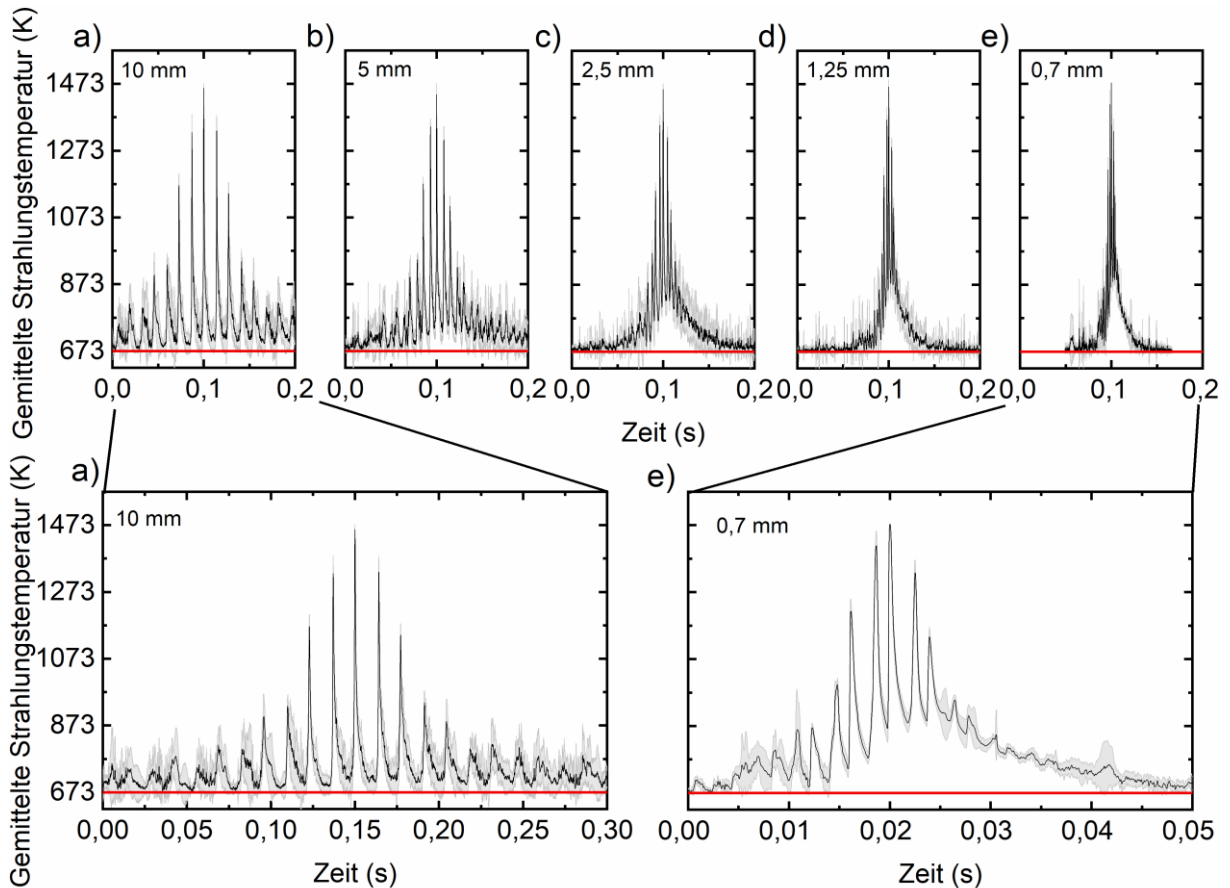 a)
b)
c)
d)
e)
Gemittelte Strahlungstemperatur (K)
1473
1273
1073
873
673
10 mm
5 mm
2,5 mm
1,25 mm
0,7 mm
0,0 0,1 0,2
0,0 0,1 0,2
0,0 0,1 0,2
0,0 0,1 0,2
0,0 0,1 0,2
Zeit (s)
a)
Gemittelte Strahlungstemperatur (K)
1473
1273
1073
873
673
10 mm
0,00 0,05 0,10 0,15 0,20 0,25 0,30
Zeit (s)
e)
0,7 mm
0,00 0,01 0,02 0,03 0,04 0,05
Zeit (s)